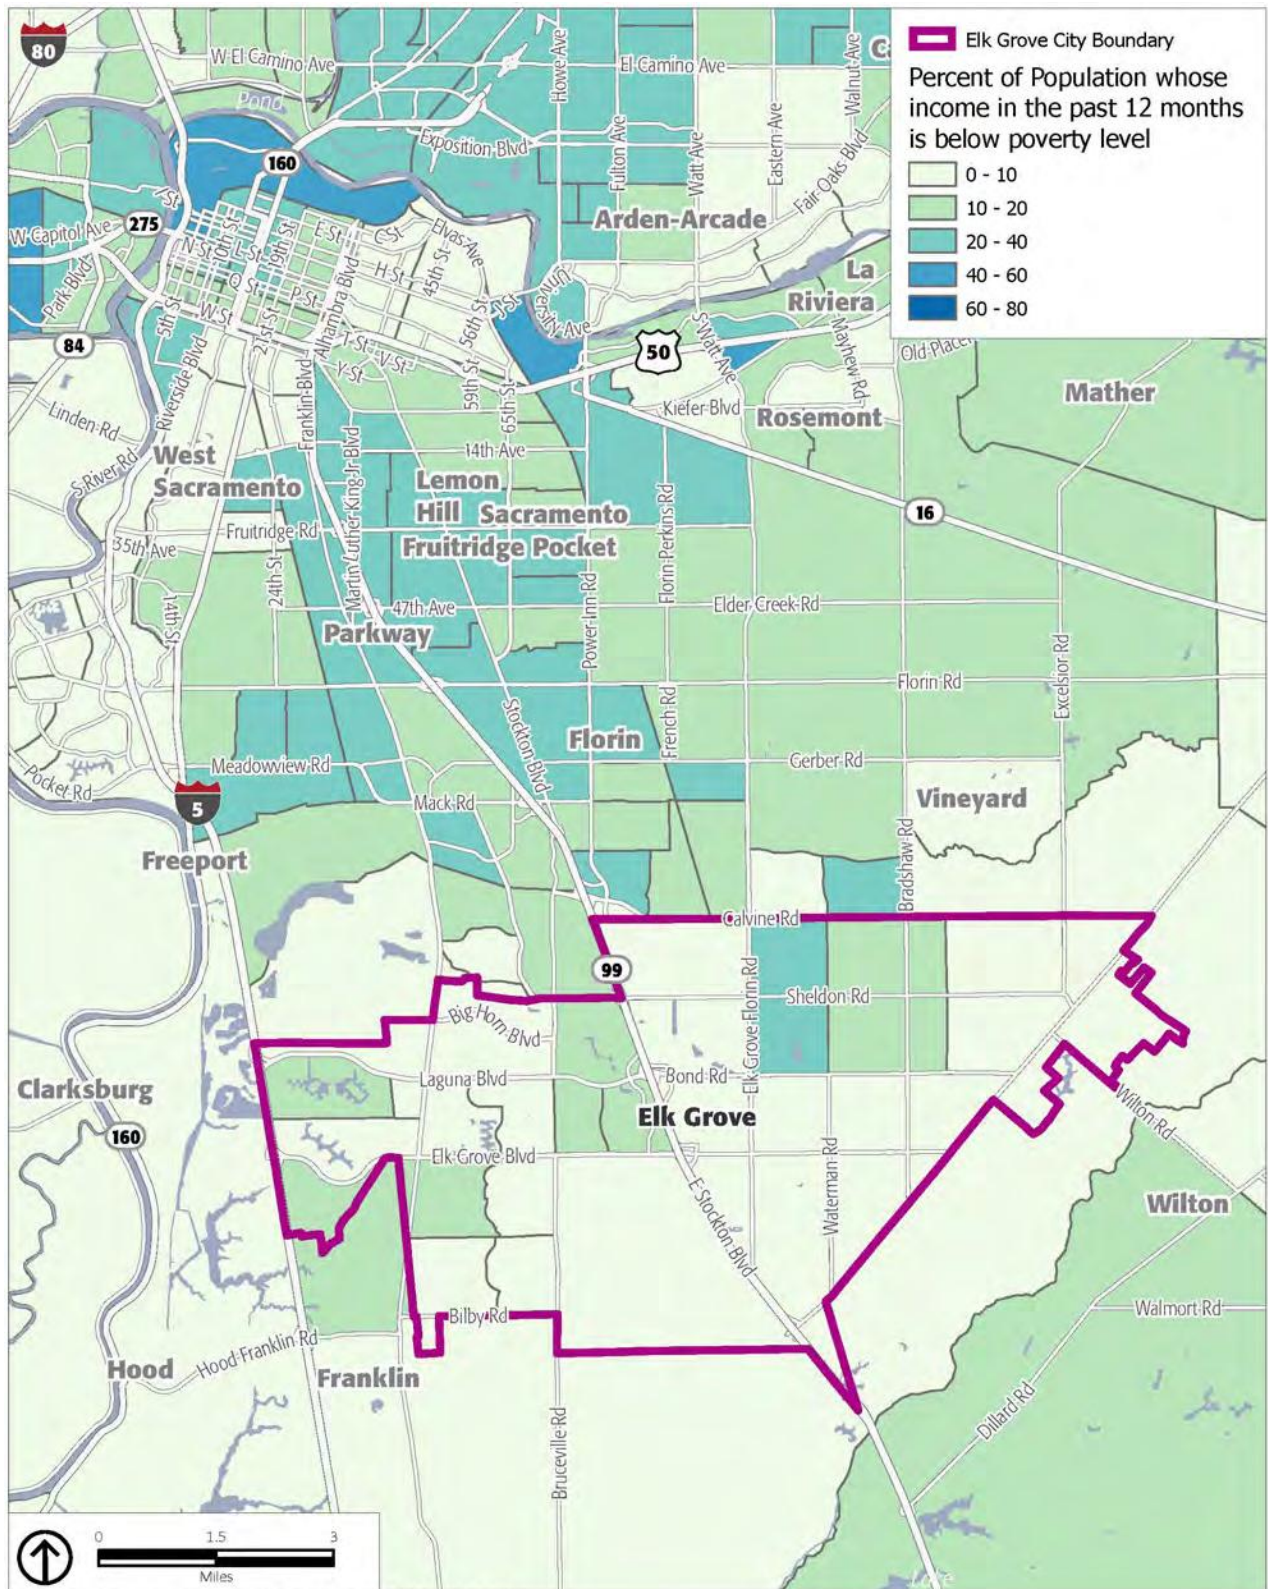 80
W El Camino Ave
Howe Ave
El Camino Ave
Walnut Ave
Ca
Pond
Exposition Blvd
Fulton Ave
Watt Ave
Eastern Ave
Fair Oaks Blvd
160
I St
275
W Capitol Ave
Park Blvd
N St
10th St
L St
19th St
E St
C St
Elvas Ave
Q St
P St
H St
45th St
Alhambra Blvd
Arden-Arcade
La
Riviera
University Ave
J St
56th St
5th St
W St
21st St
T St
V St
Y St
84
Riverside Blvd
59th St
65th St
50
S Watt Ave
Mayhew Rd
Old Placer
Mather
Linden Rd
Franklin Blvd
Kiefer Blvd
Rosemont
S River Rd
West
Sacramento
Martin Luther King Jr Blvd
14th Ave
Lemon
Hill
Sacramento
Fruitridge Pocket
Florin Perkins Rd
16
Fruitridge Rd
35th Ave
24th St
14th St
47th Ave
Parkway
Power Inn Rd
Elder Creek Rd
Excelsior Rd
Florin Rd
French Rd
Stockton Blvd
Florin
Meadowview Rd
Gerber Rd
Pocket Rd
5
Mack Rd
Vineyard
Bradshaw Rd
Freeport
Calvine Rd
99
Elk Grove Florin Rd
Sheldon Rd
Big Horn Blvd
Laguna Blvd
Bond Rd
Clarksburg
Elk Grove
Wilton Rd
160
Elk Grove Blvd
Waterman Rd
E Stockton Blvd
Wilton
Bilby Rd
Walmort Rd
Hood
Hood Franklin Rd
Franklin
Bruceville Rd
Dillard Rd
Elk Grove City Boundary
Percent of Population whose
income in the past 12 months
is below poverty level
0 - 10
10 - 20
20 - 40
40 - 60
60 - 80
0 1.5 3
Miles